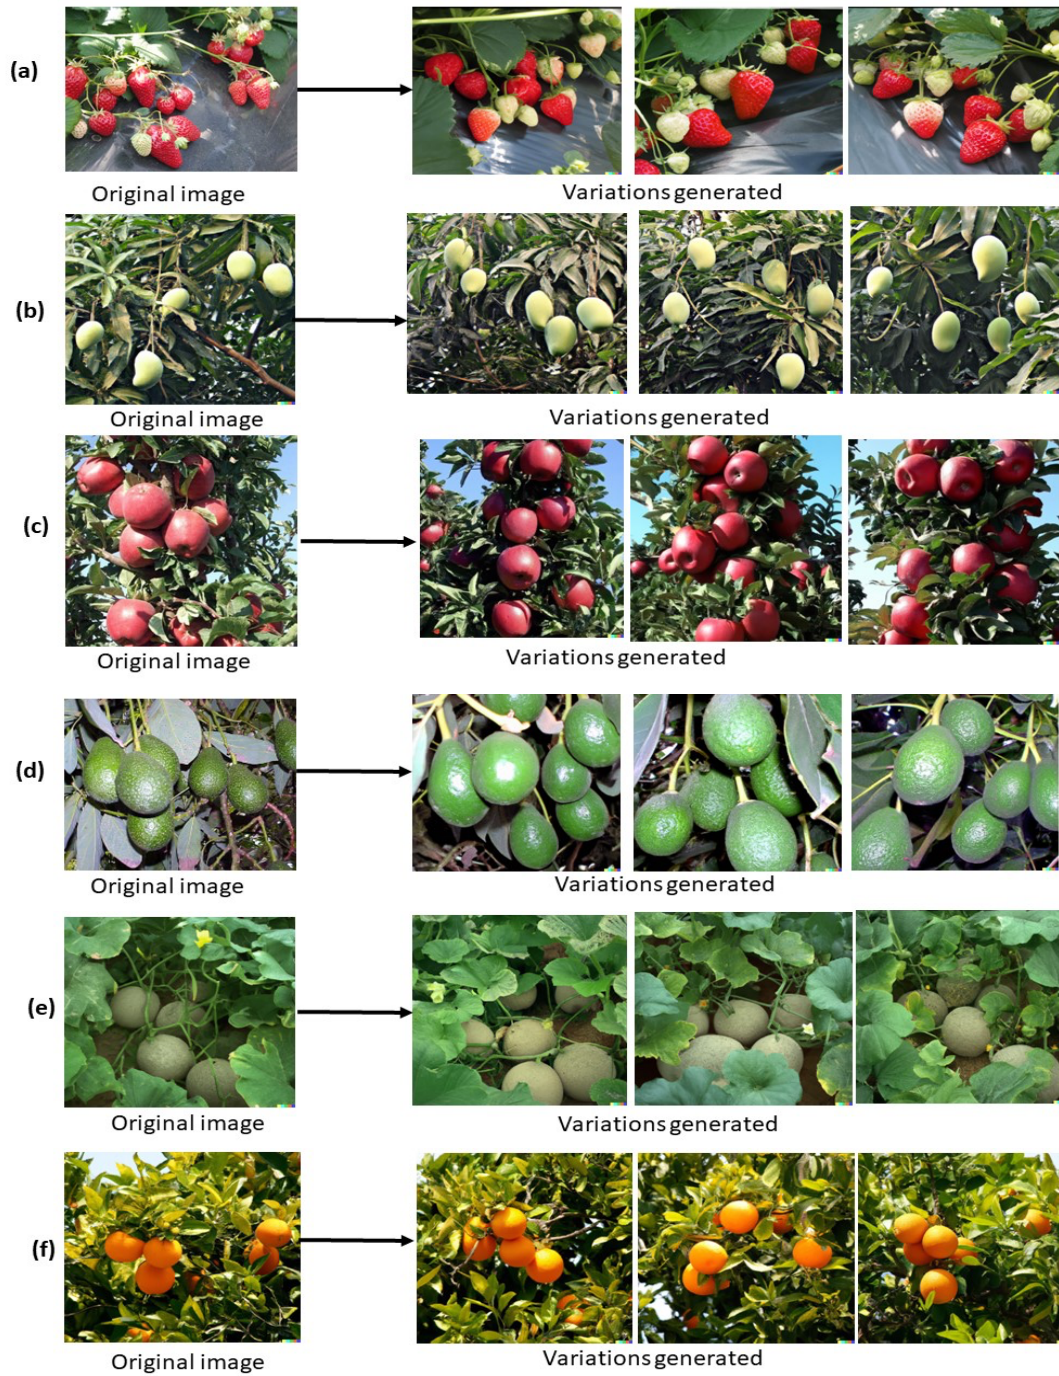 (a)
Original image
Variations generated
(b)
Original image
Variations generated
(c)
Original image
Variations generated
(d)
Original image
Variations generated
(e)
Original image
Variations generated
(f)
Original image
Variations generated